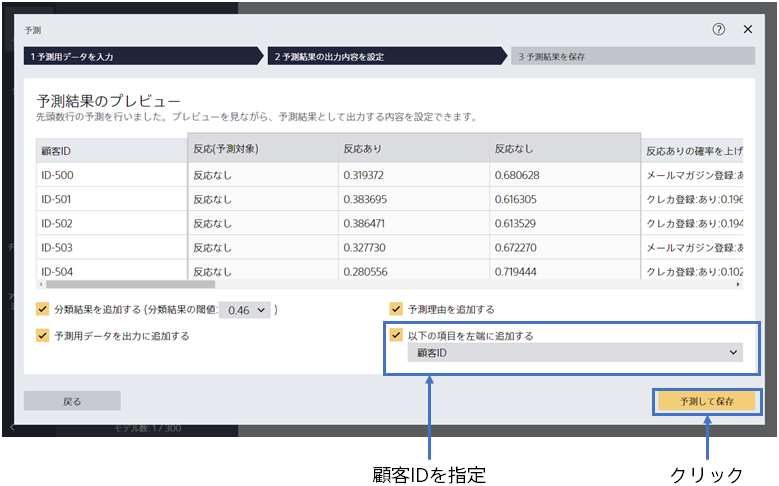 予測
1 予測用データを入力
2 予測結果の出力内容を設定
3 予測結果を保存
予測結果のプレビュー
先頭数行の予測を行いました。プレビューを見ながら、予測結果として出力する内容を設定できます。
顧客ID 反応(予測対象) 反応あり 反応なし 反応ありの確率を上げ
ID-500 反応なし 0.319372 0.680628 メールマガジン登録:あ
ID-501 反応なし 0.383695 0.616305 クレカ登録:あり:0.196
ID-502 反応なし 0.386471 0.613529 クレカ登録:あり:0.194
ID-503 反応なし 0.327730 0.672270 メールマガジン登録:あ
ID-504 反応なし 0.280556 0.719444 クレカ登録:あり:0.102
分類結果を追加する (分類結果の閾値: 0.46 )
予測理由を追加する
予測用データを出力に追加する
以下の項目を左端に追加する
顧客ID
戻る
予測して保存
モデル数: 17 300
顧客IDを指定
クリック